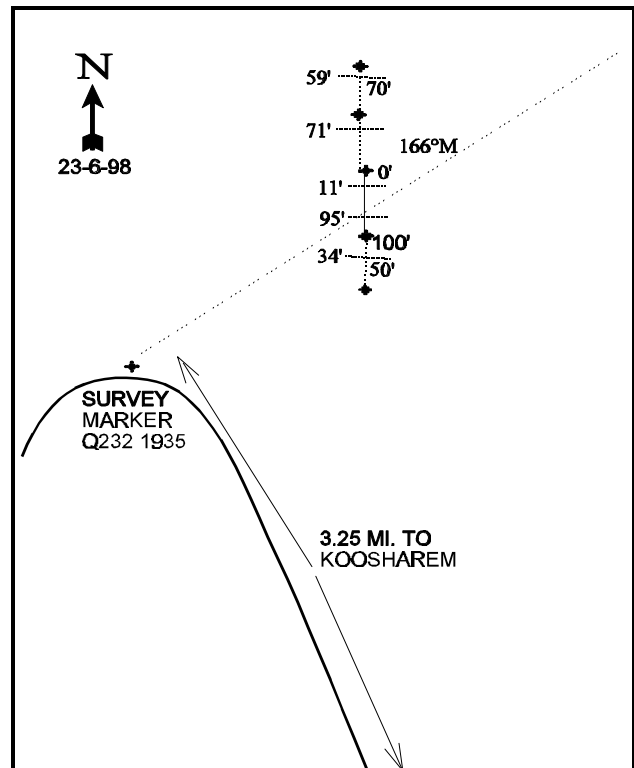 N
23-6-98
59'
70'
71'
166°M
0'
11'
95'
100'
34'
50'
SURVEY
MARKER
Q232 1935
3.25 MI. TO
KOOSHAREM